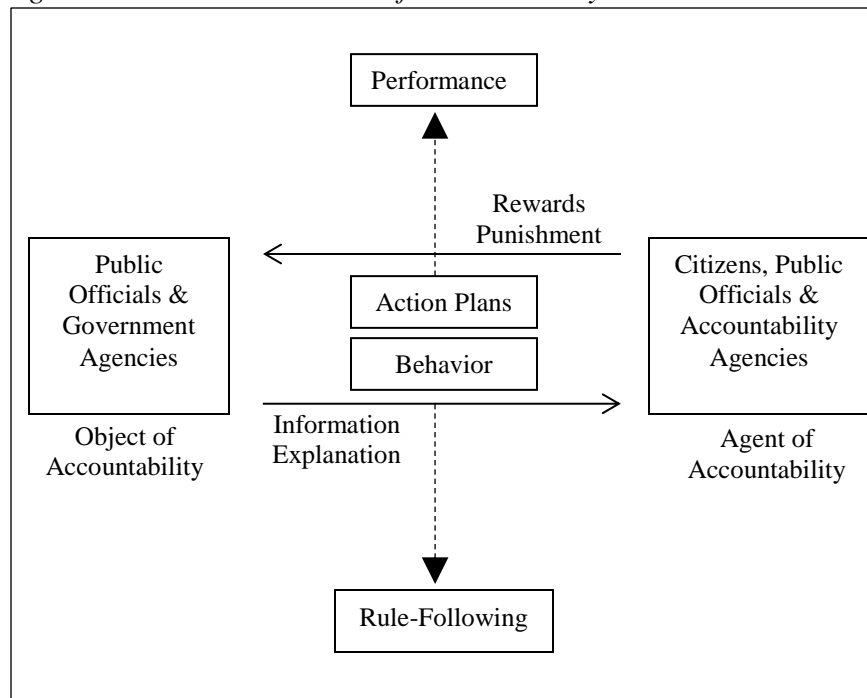 Performance
Rewards
Punishment
Public
Officials &
Government
Agencies
Citizens, Public
Officials &
Accountability
Agencies
Action Plans
Behavior
Information
Explanation
Object of
Accountability
Agent of
Accountability
Rule-Following